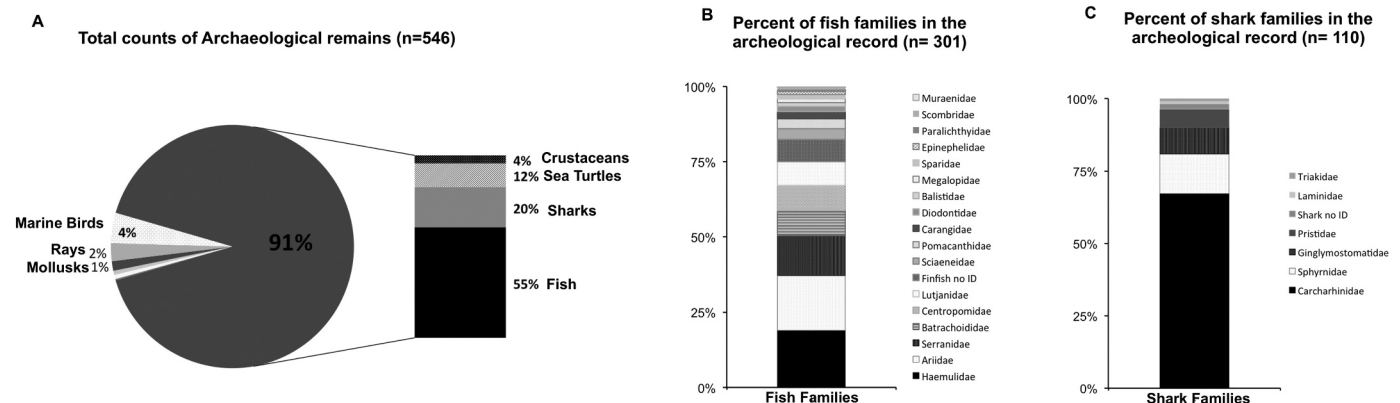 A
Total counts of Archaeological remains (n=546)
Marine Birds
4%
Rays
2%
Mollusks
1%
91%
4% Crustaceans
12% Sea Turtles
20% Sharks
55% Fish
B
Percent of fish families in the
archeological record (n= 301)
100%
75%
50%
25%
0%
Fish Families
Muraenidae
Scombridae
Paralichthyidae
Epinephelidae
Sparidae
Megalopidae
Balistidae
Diodontidae
Carangidae
Pomacanthidae
Sciaeneidae
Finfish no ID
Lutjanidae
Centropomidae
Batrachoididae
Serranidae
Ariidae
Haemulidae
C
Percent of shark families in the
archeological record (n= 110)
100%
75%
50%
25%
0%
Shark Families
Triakidae
Laminidae
Shark no ID
Pristidae
Ginglymostomatidae
Sphyrnidae
Carcharhinidae